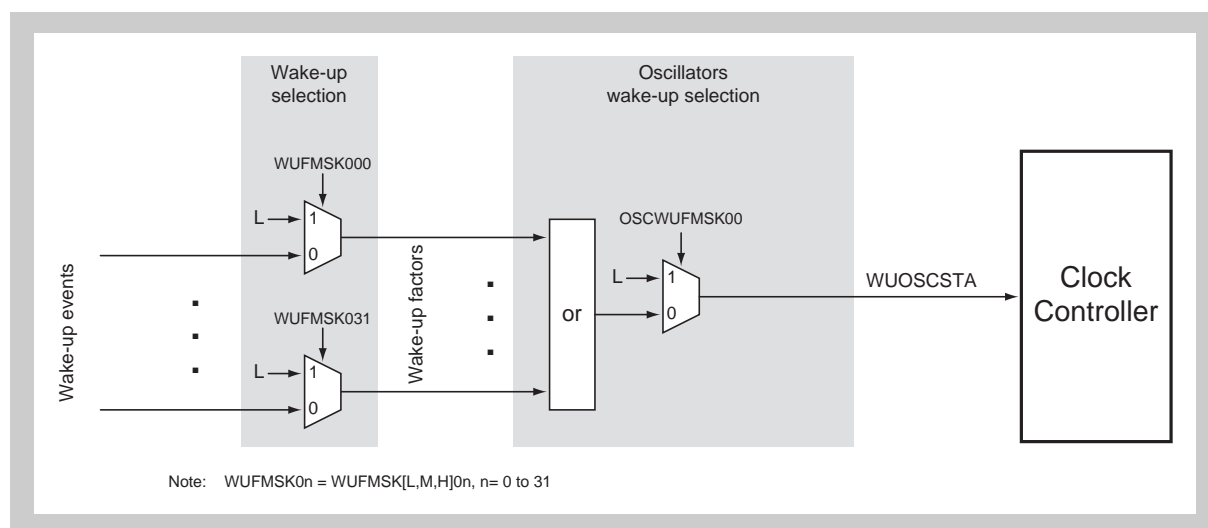 Wake-up
selection
Oscillators
wake-up selection
WUFMSK000
L
1
0
OSCWUFMSK00
L
1
0
Wake-up events
Wake-up factors
or
WUOSCSTA
Clock
Controller
WUFMSK031
L
1
0
Note: WUFMSK0n = WUFMSK[L,M,H]0n, n= 0 to 31